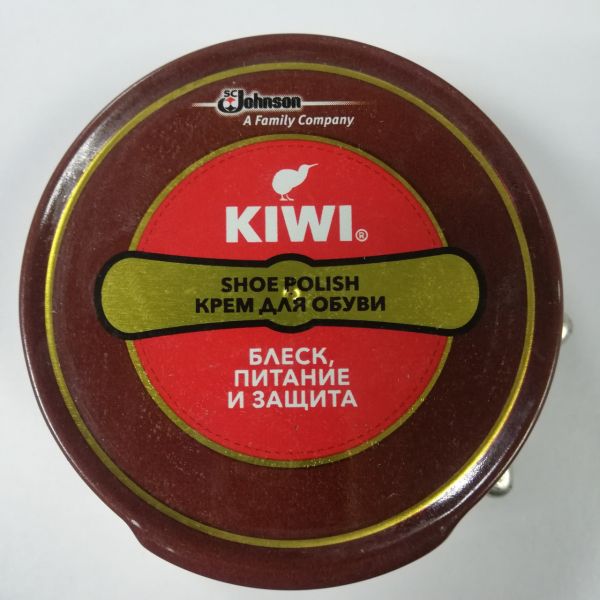 SC Johnson
A Family Company
KIWI®
SHOE POLISH
КРЕМ ДЛЯ ОБУВИ
БЛЕСК,
ПИТАНИЕ
И ЗАЩИТА